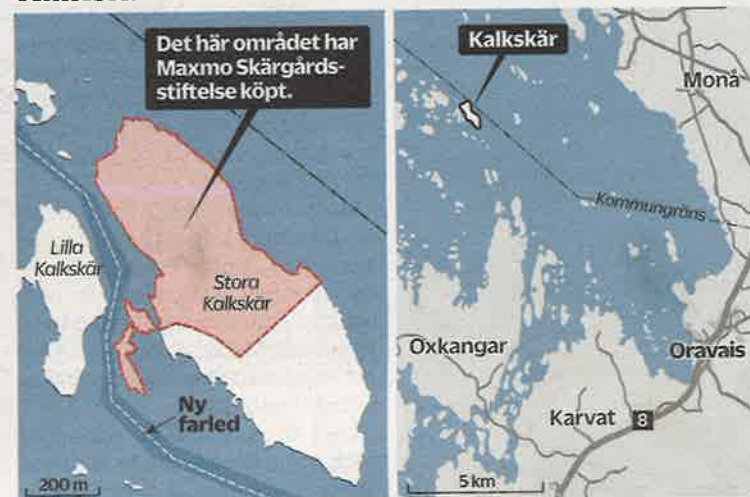 Det här området har
Maxmo Skärgårds-
stiftelse köpt.
Lilla
Kalkskär
Stora
Kalkskär
Ny
farled
200 m
Kalkskär
Monå
Kommungräns
Oxkangar
Oravais
Karvat
8
5 km